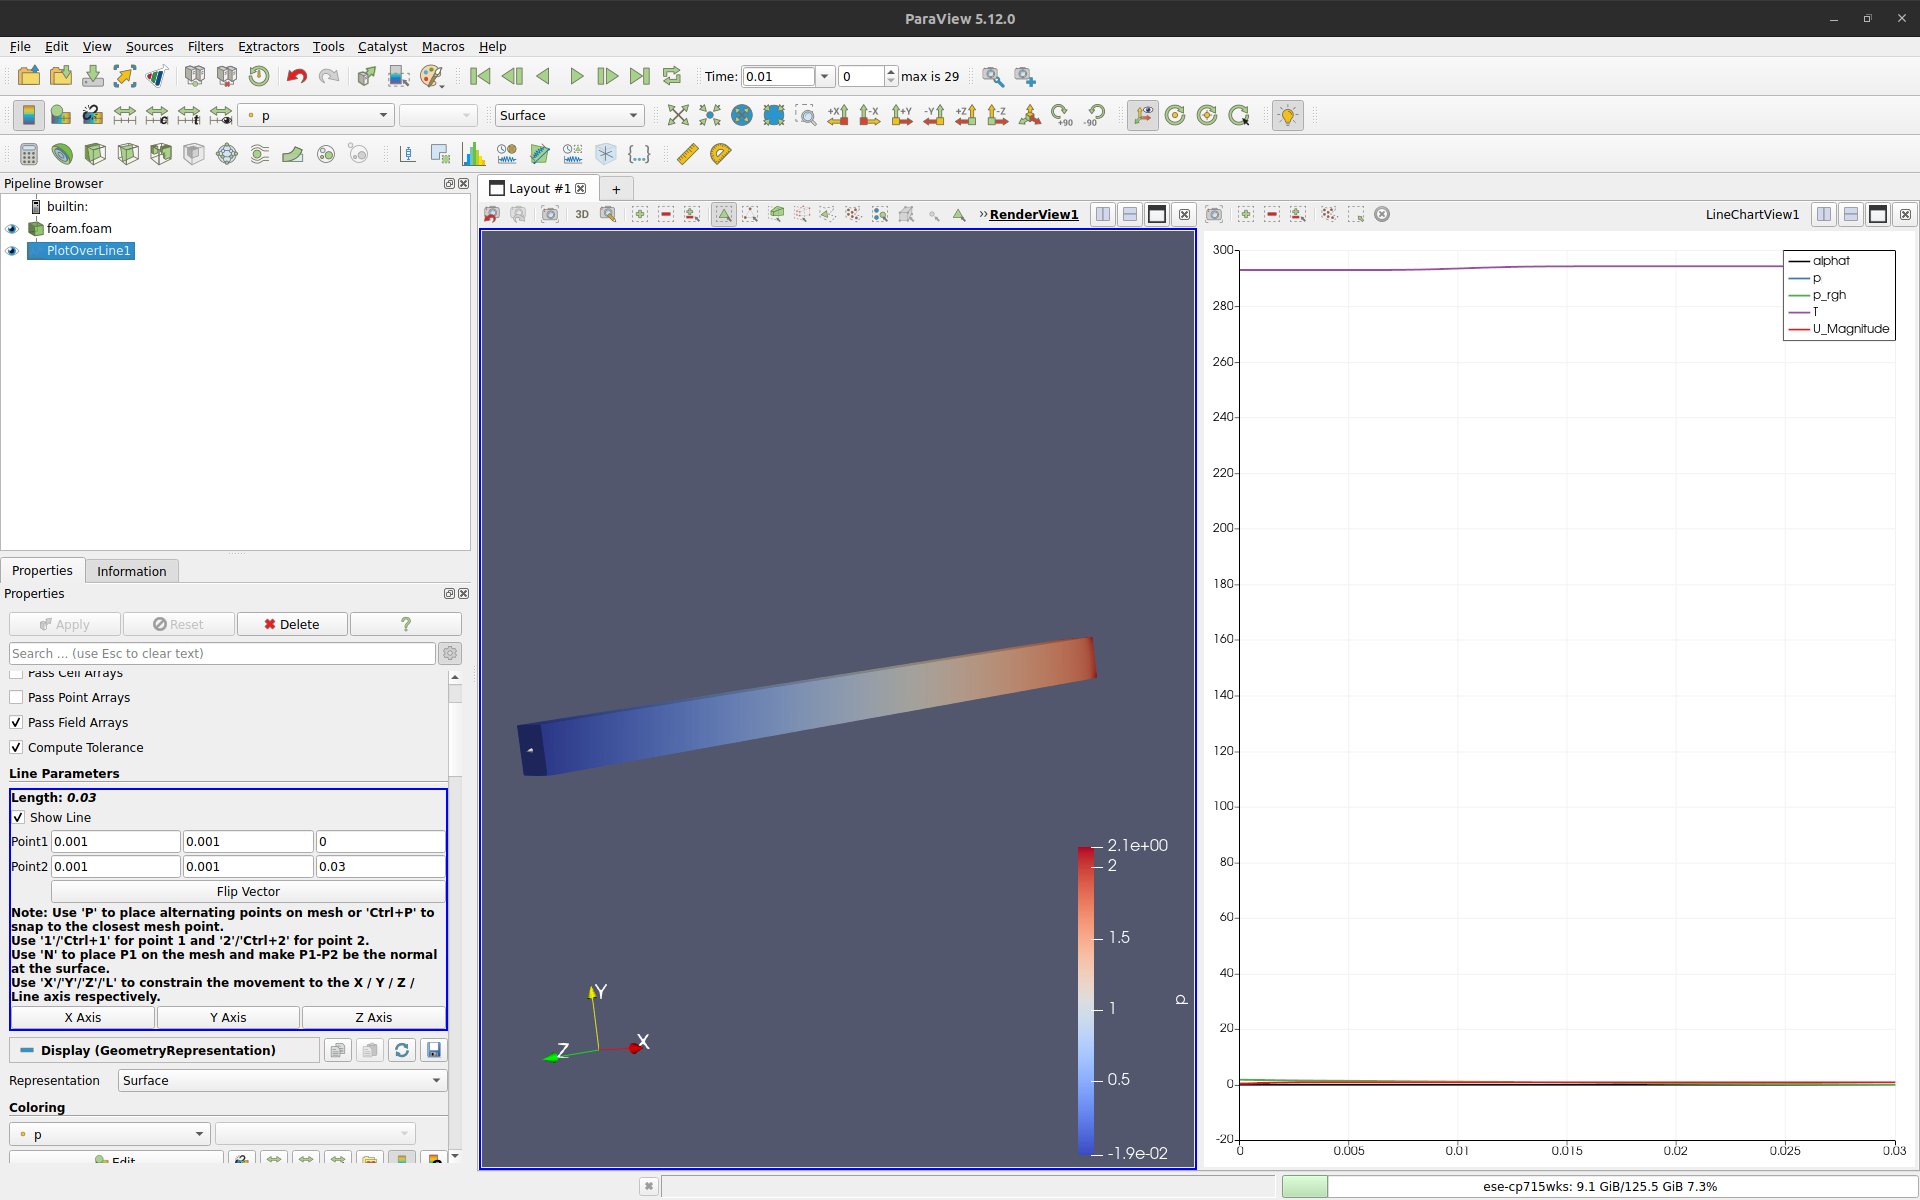 ParaView 5.12.0
File Edit View Sources Filters Extractors Tools Catalyst Macros Help
Time: 0.01 0 max is 29
p Surface +X -X +Y -Y +Z -Z +90 -90
Pipeline Browser
builtin:
foam.foam
PlotOverLine1
Properties Information
Properties
Apply Reset Delete ?
Search ... (use Esc to clear text)
Pass Cell Arrays
Pass Point Arrays
Pass Field Arrays
Compute Tolerance
Line Parameters
Length: 0.03
Show Line
Point1 0.001 0.001 0
Point2 0.001 0.001 0.03
Flip Vector
Note: Use 'P' to place alternating points on mesh or 'Ctrl+P' to
snap to the closest mesh point.
Use '1'/'Ctrl+1' for point 1 and '2'/'Ctrl+2' for point 2.
Use 'N' to place P1 on the mesh and make P1-P2 be the normal
at the surface.
Use 'X'/'Y'/'Z'/'L' to constrain the movement to the X / Y / Z /
Line axis respectively.
X Axis Y Axis Z Axis
Display (GeometryRepresentation)
Representation Surface
Coloring
p
Edit
Layout #1 +
3D RenderView1
Y
Z
X
2.1e+00
2
1.5
1
0.5
-1.9e-02
p
LineChartView1
300
280
260
240
220
200
180
160
140
120
100
80
60
40
20
0
-20
0 0.005 0.01 0.015 0.02 0.025 0.03
alphat
p
p_rgh
T
U_Magnitude
ese-cp715wks: 9.1 GiB/125.5 GiB 7.3%